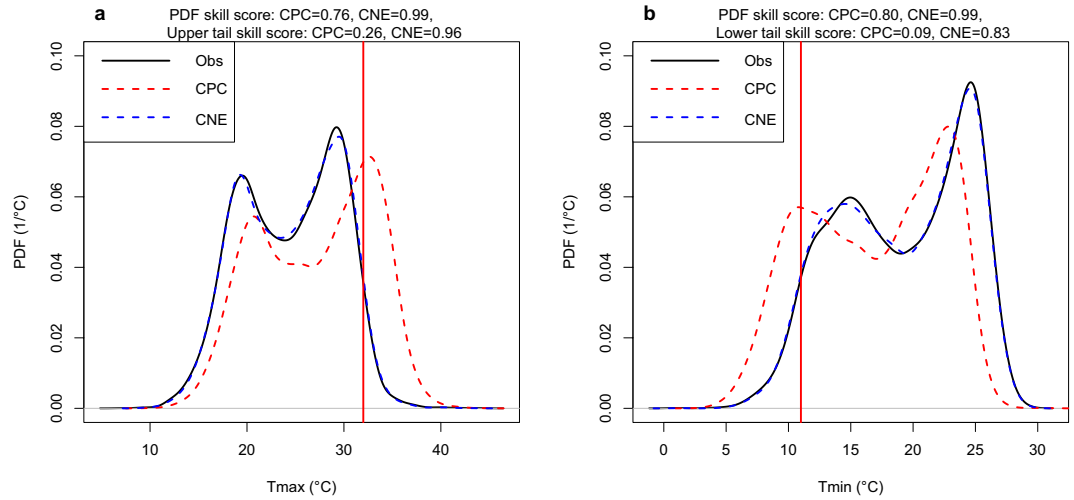 a
PDF skill score: CPC=0.76, CNE=0.99,
Upper tail skill score: CPC=0.26, CNE=0.96
Obs
CPC
CNE
0.10
0.08
0.06
0.04
0.02
0.00
PDF (1/°C)
10 20 30 40
Tmax (°C)
b
PDF skill score: CPC=0.80, CNE=0.99,
Lower tail skill score: CPC=0.09, CNE=0.83
Obs
CPC
CNE
0.10
0.08
0.06
0.04
0.02
0.00
PDF (1/°C)
0 5 10 15 20 25 30
Tmin (°C)